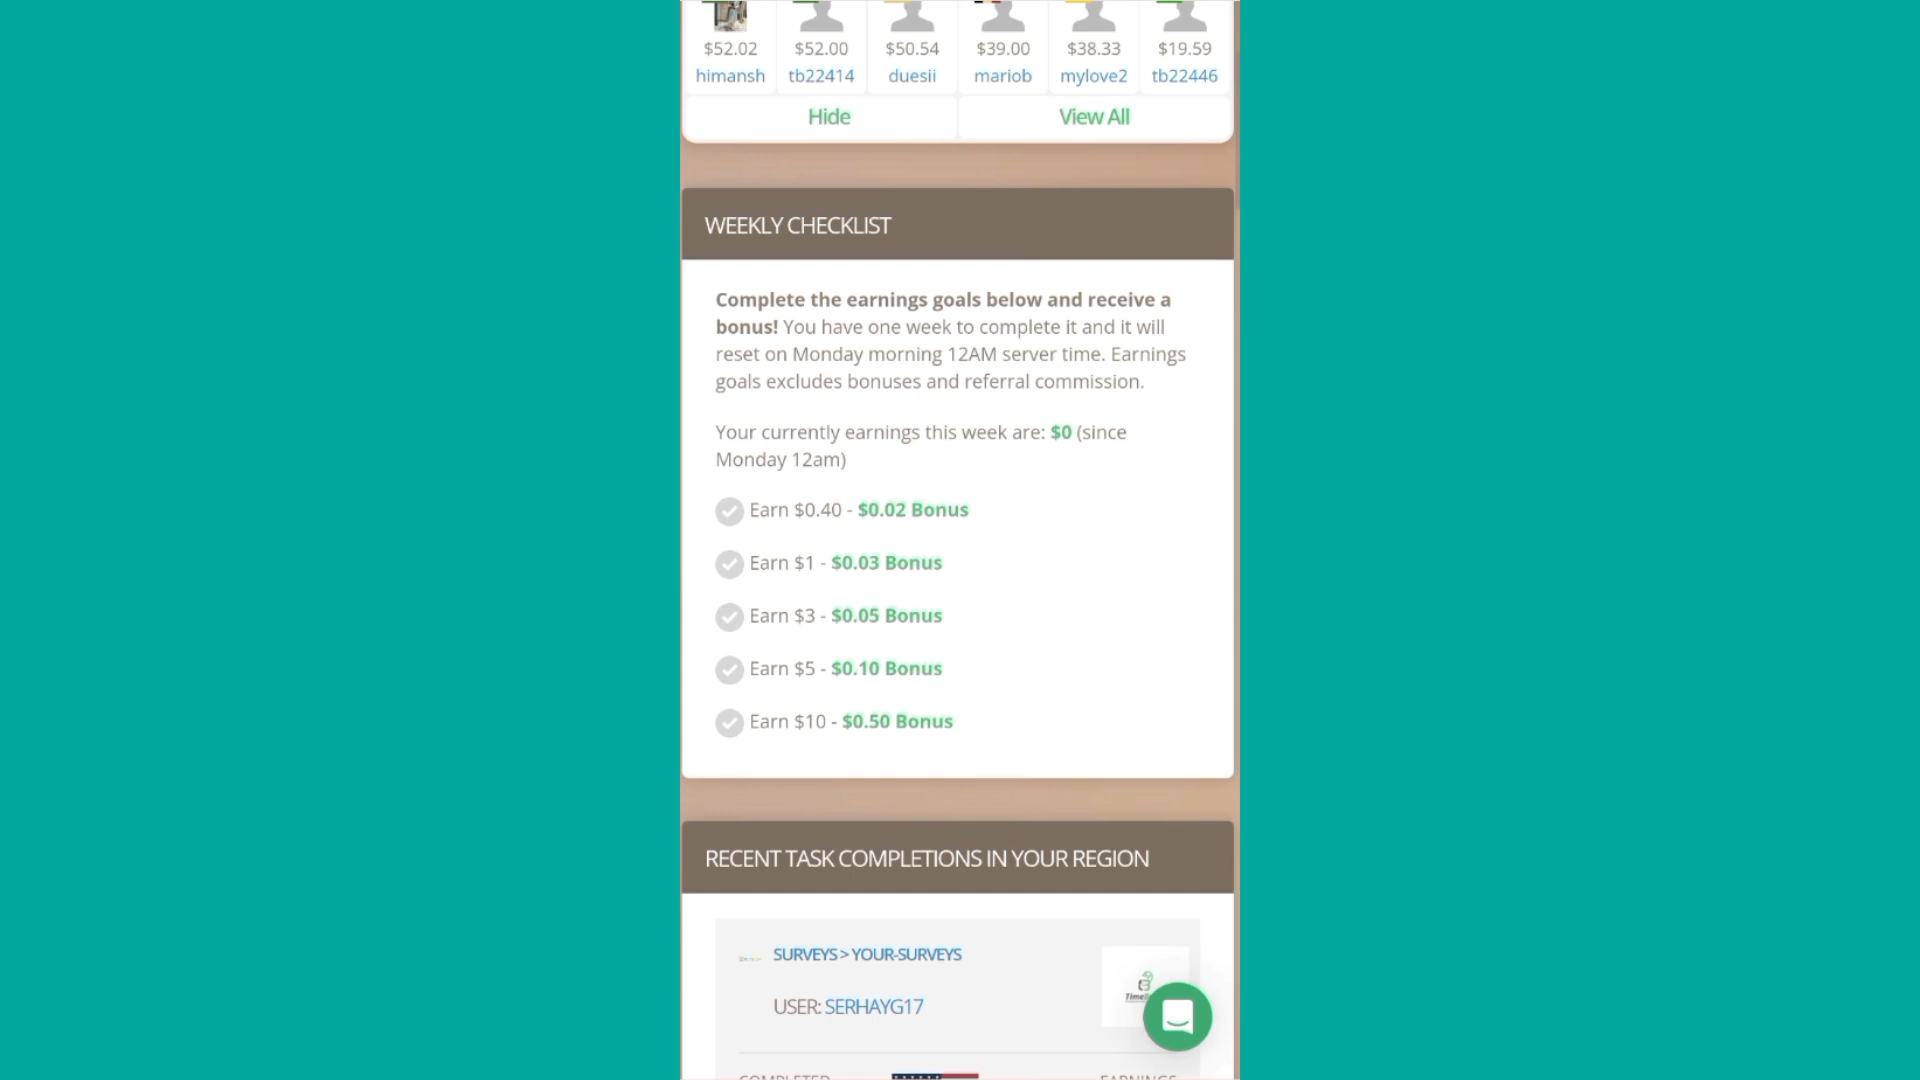 $52.02 $52.00 $50.54 $39.00 $38.33 $19.59
himansh tb22414 duesii mariob mylove2 tb22446
Hide View All
WEEKLY CHECKLIST
Complete the earnings goals below and receive a
bonus! You have one week to complete it and it will
reset on Monday morning 12AM server time. Earnings
goals excludes bonuses and referral commission.
Your currently earnings this week are: $0 (since
Monday 12am)
Earn $0.40 - $0.02 Bonus
Earn $1 - $0.03 Bonus
Earn $3 - $0.05 Bonus
Earn $5 - $0.10 Bonus
Earn $10 - $0.50 Bonus
RECENT TASK COMPLETIONS IN YOUR REGION
SURVEYS > YOUR-SURVEYS
USER: SERHAYG17
COMPLETED EARNINGS